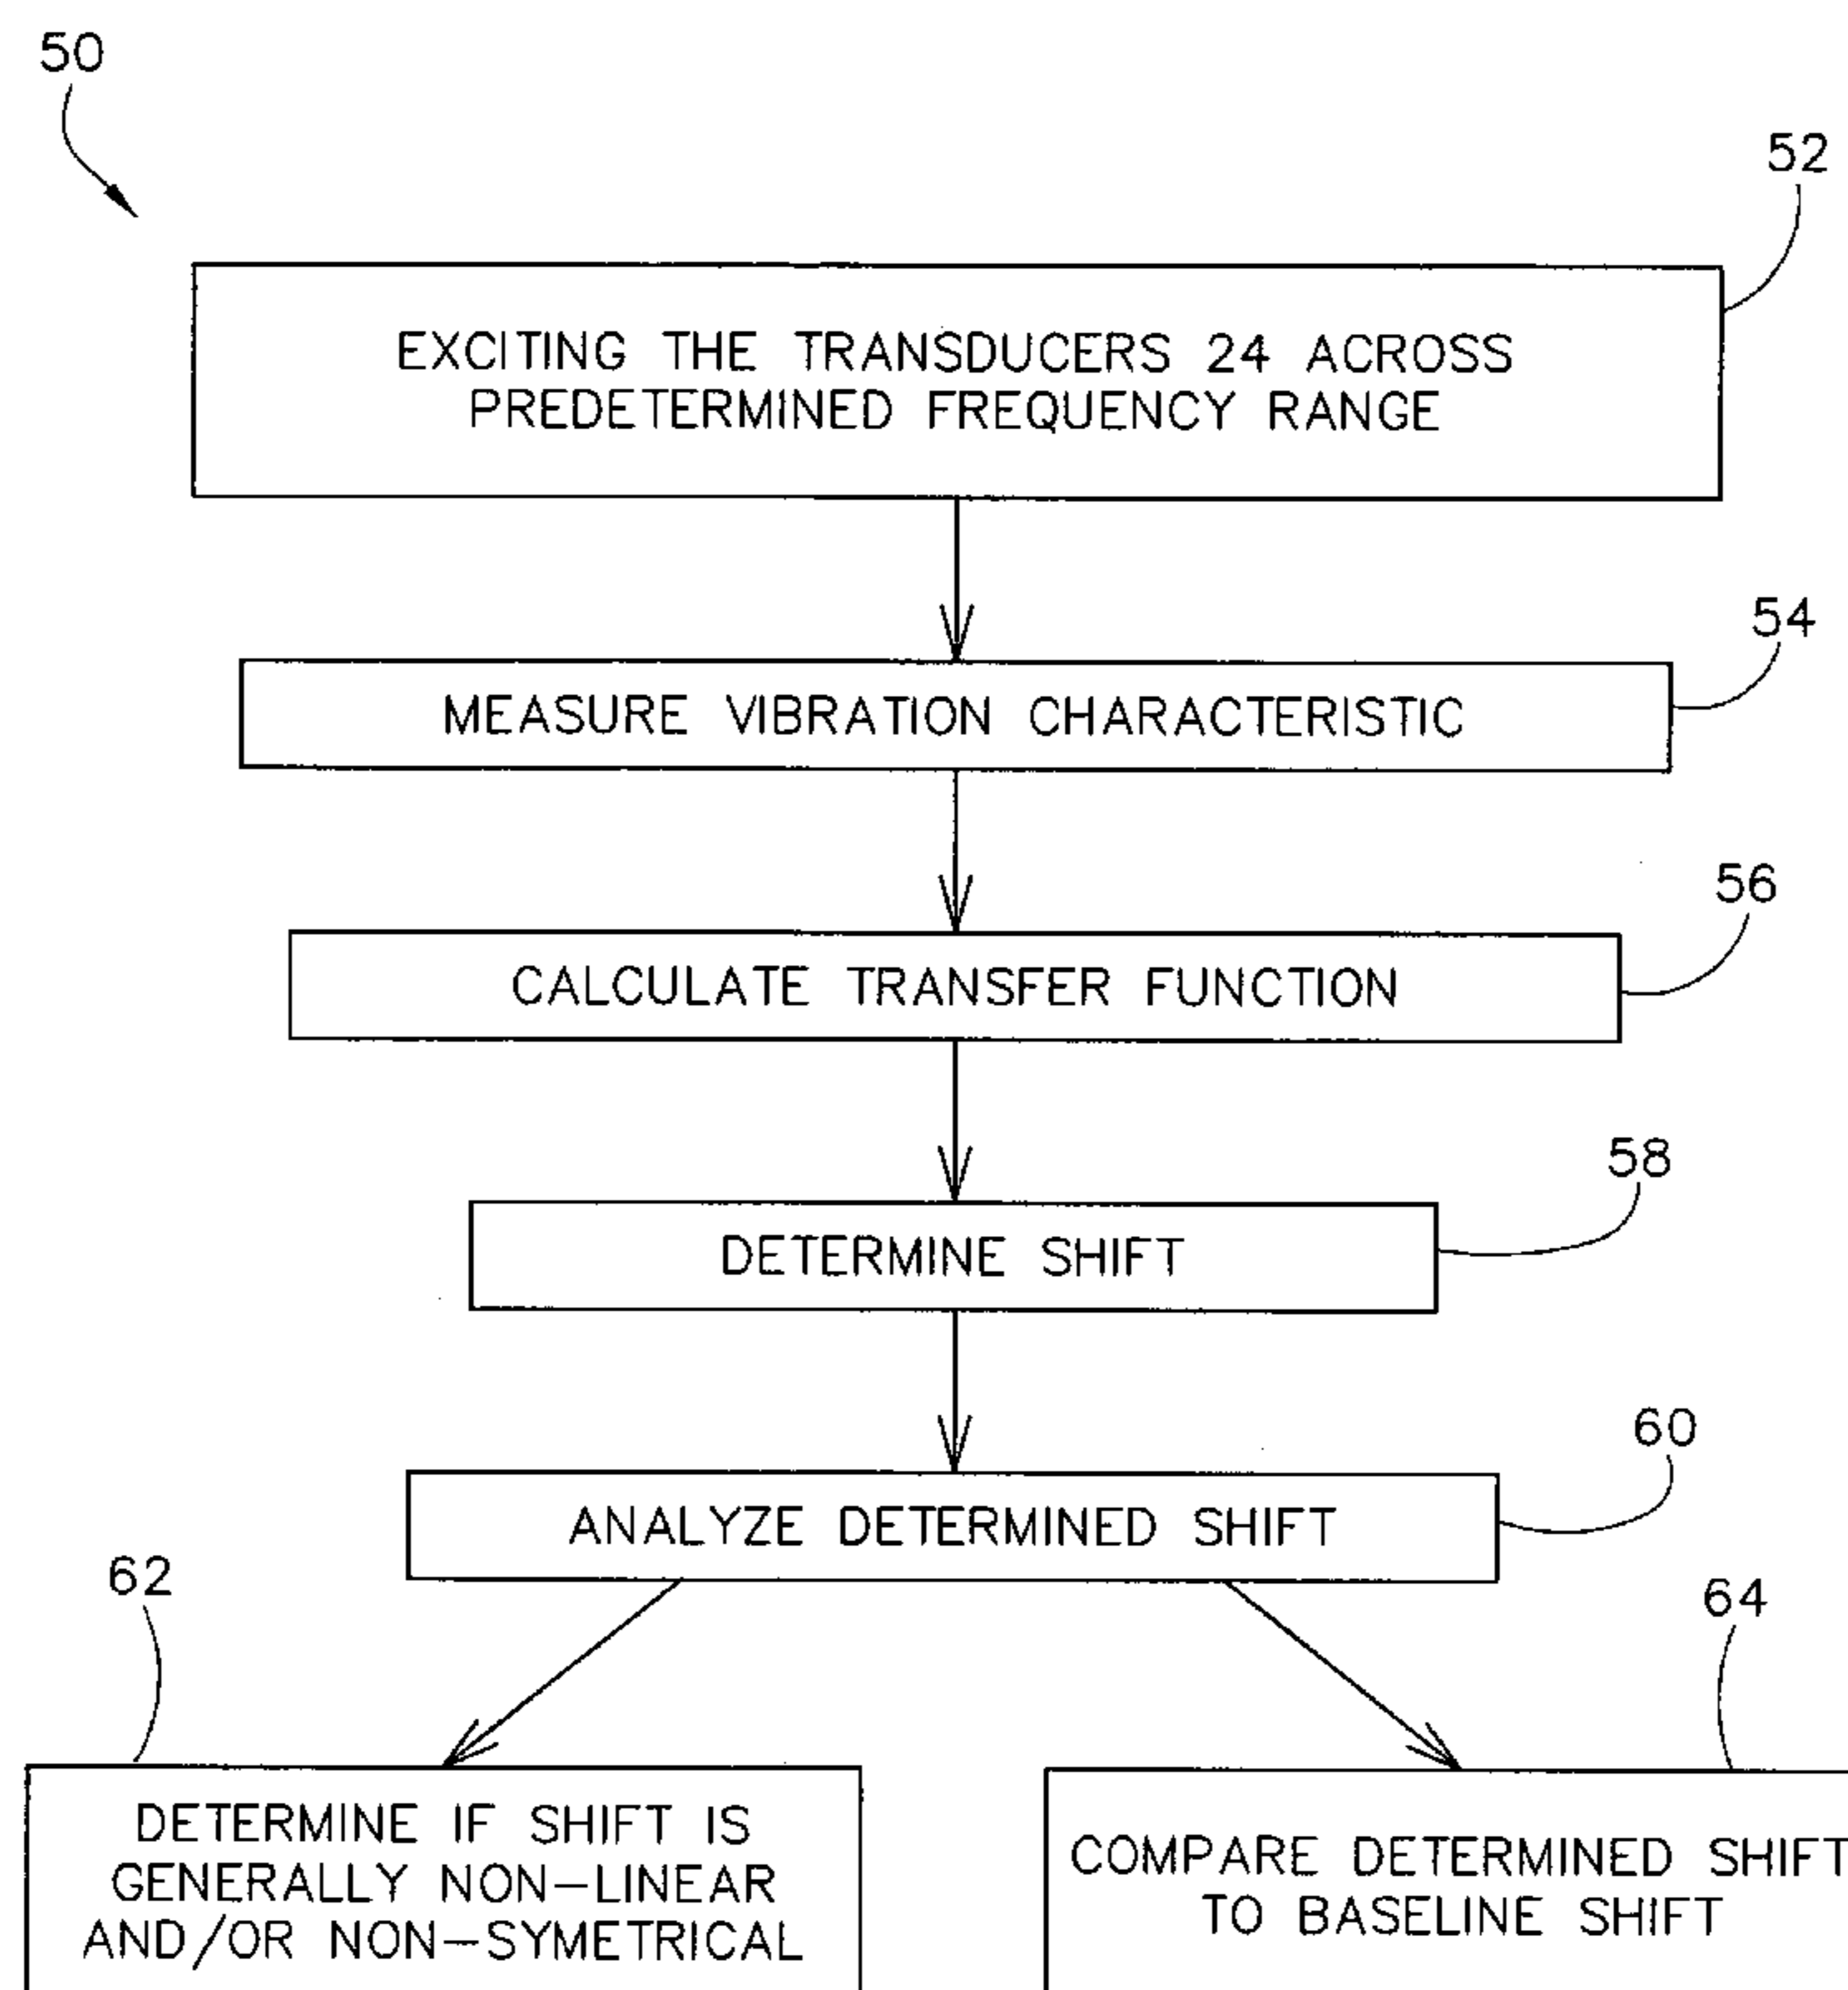 50
52
EXCITING THE TRANSDUCERS 24 ACROSS
PREDETERMINED FREQUENCY RANGE
54
MEASURE VIBRATION CHARACTERISTIC
56
CALCULATE TRANSFER FUNCTION
58
DETERMINE SHIFT
60
ANALYZE DETERMINED SHIFT
62
64
DETERMINE IF SHIFT IS
GENERALLY NON-LINEAR
AND/OR NON-SYMETRICAL
COMPARE DETERMINED SHIFT
TO BASELINE SHIFT